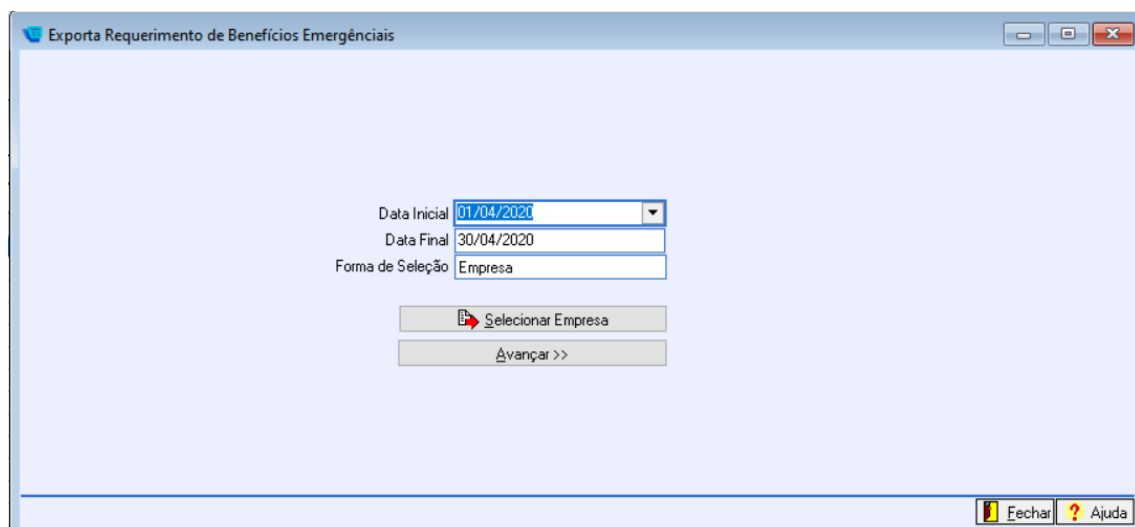 Exporta Requerimento de Benefícios Emergênciais
Data Inicial 01/04/2020
Data Final 30/04/2020
Forma de Seleção Empresa
Selecionar Empresa
Avançar >>
Fechar ? Ajuda